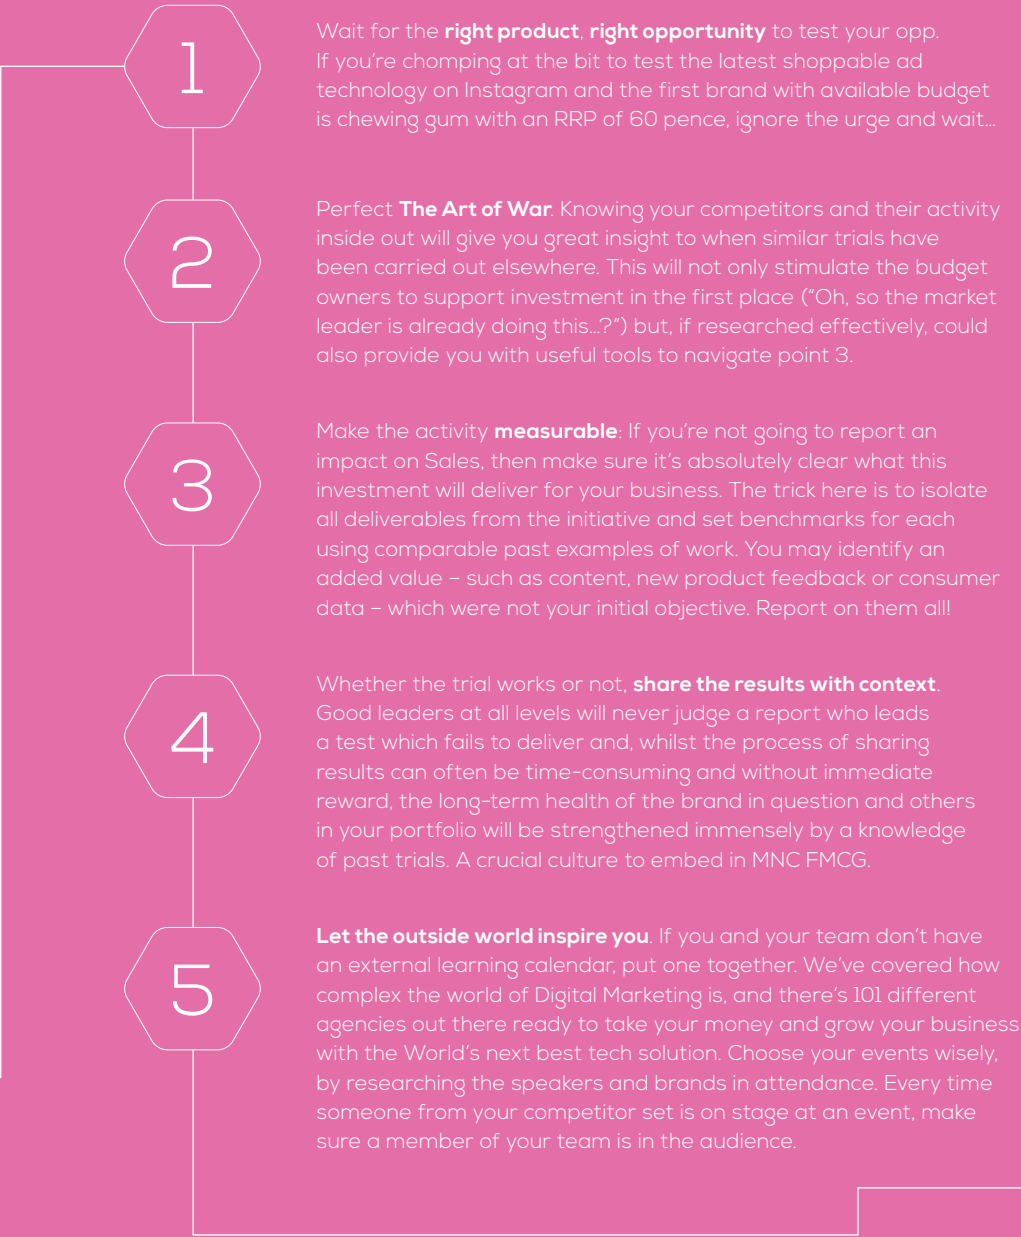 1
Wait for the right product, right opportunity to test your opp.
If you’re chomping at the bit to test the latest shoppable ad
technology on Instagram and the first brand with available budget
is chewing gum with an RRP of 60 pence, ignore the urge and wait…
2
Perfect The Art of War. Knowing your competitors and their activity
inside out will give you great insight to when similar trials have
been carried out elsewhere. This will not only stimulate the budget
owners to support investment in the first place (“Oh, so the market
leader is already doing this…?”) but, if researched effectively, could
also provide you with useful tools to navigate point 3.
3
Make the activity measurable: If you’re not going to report an
impact on Sales, then make sure it’s absolutely clear what this
investment will deliver for your business. The trick here is to isolate
all deliverables from the initiative and set benchmarks for each
using comparable past examples of work. You may identify an
added value – such as content, new product feedback or consumer
data – which were not your initial objective. Report on them all!
4
Whether the trial works or not, share the results with context.
Good leaders at all levels will never judge a report who leads
a test which fails to deliver and, whilst the process of sharing
results can often be time-consuming and without immediate
reward, the long-term health of the brand in question and others
in your portfolio will be strengthened immensely by a knowledge
of past trials. A crucial culture to embed in MNC FMCG.
5
Let the outside world inspire you. If you and your team don’t have
an external learning calendar, put one together. We’ve covered how
complex the world of Digital Marketing is, and there’s 101 different
agencies out there ready to take your money and grow your business
with the World’s next best tech solution. Choose your events wisely,
by researching the speakers and brands in attendance. Every time
someone from your competitor set is on stage at an event, make
sure a member of your team is in the audience.